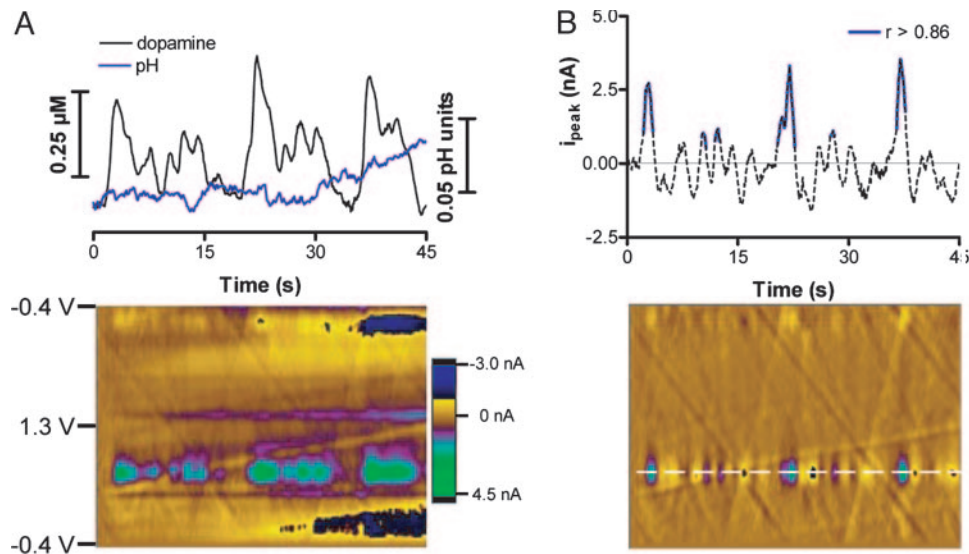 A
dopamine
pH
0.25 µM
0.05 pH units
0 15 30 45
Time (s)
-0.4 V
1.3 V
-0.4 V
-3.0 nA
0 nA
4.5 nA
B
r > 0.86
i peak (nA)
5.0
2.5
0.00
-2.5
0 15 30 45
Time (s)